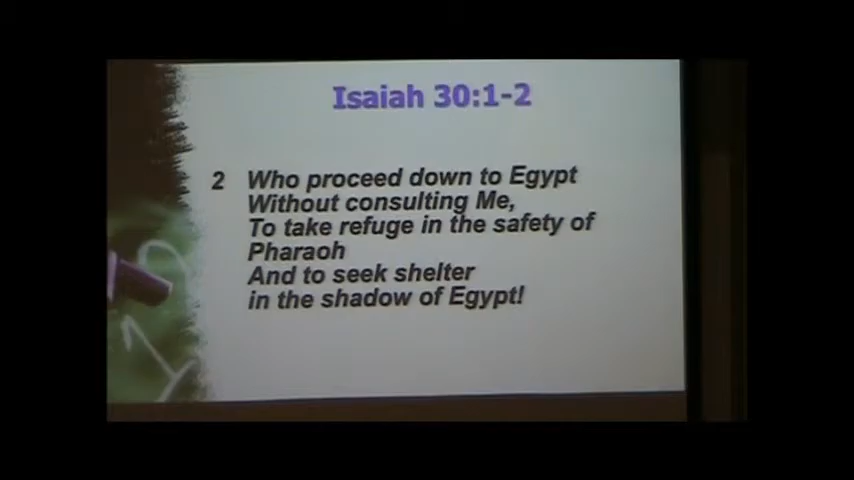 Isaiah 30:1-2
2 Who proceed down to Egypt
Without consulting Me,
To take refuge in the safety of
Pharaoh
And to seek shelter
in the shadow of Egypt!